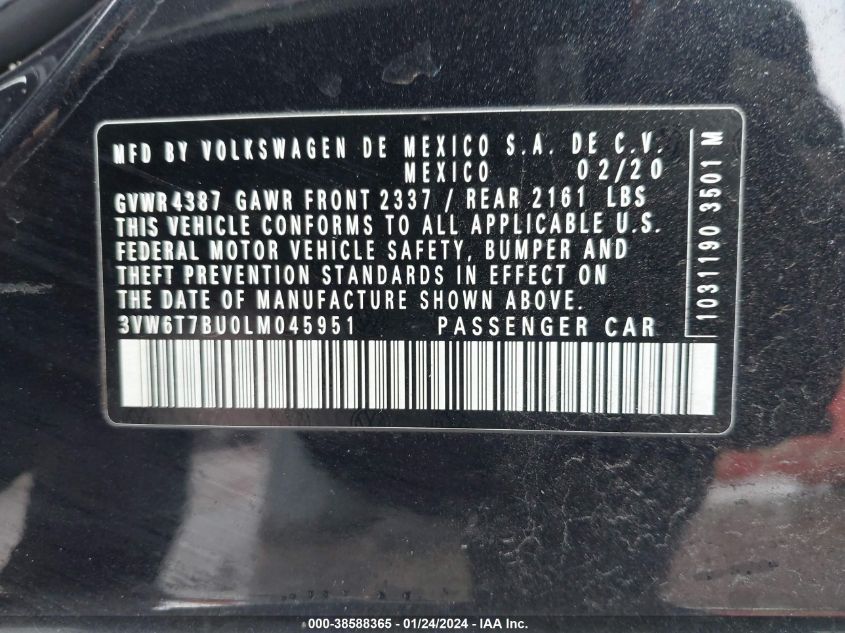 MFD BY VOLKSWAGEN DE MEXICO S.A. DE C.V.
MEXICO 02/20
GVWR 4387 GAWR FRONT 2337 / REAR 2161 LBS
THIS VEHICLE CONFORMS TO ALL APPLICABLE U.S.
FEDERAL MOTOR VEHICLE SAFETY, BUMPER AND
THEFT PREVENTION STANDARDS IN EFFECT ON
THE DATE OF MANUFACTURE SHOWN ABOVE.
3VW6T7BU0LM045951 PASSENGER CAR
1031190 3501 M
000-38588365 - 01/24/2024 - IAA Inc.